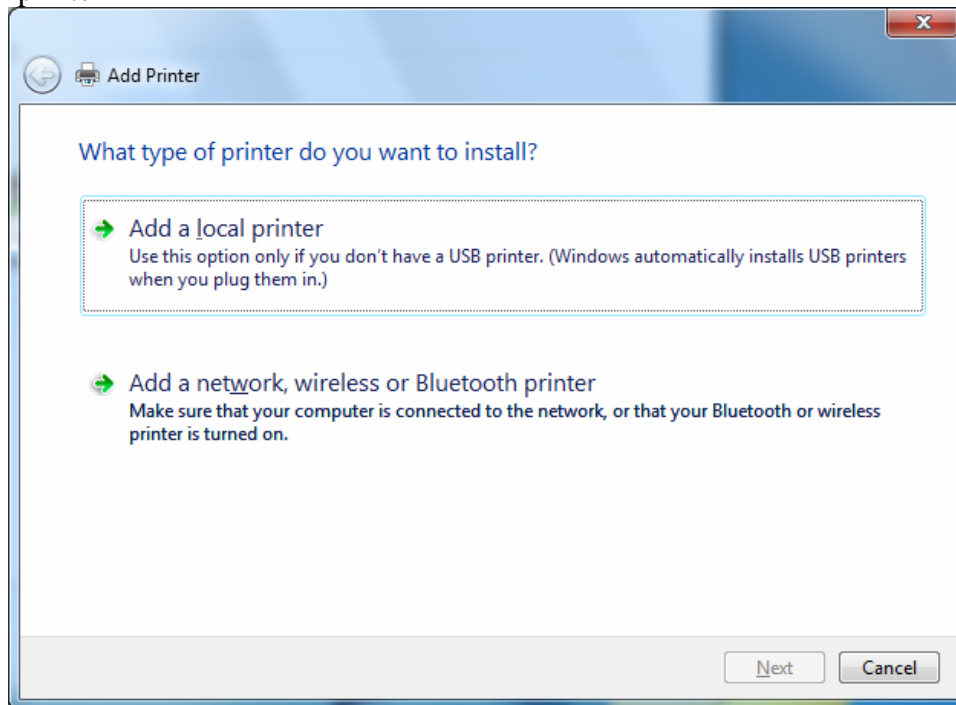 Add Printer
What type of printer do you want to install?
Add a local printer
Use this option only if you don't have a USB printer. (Windows automatically installs USB printers
when you plug them in.)
Add a network, wireless or Bluetooth printer
Make sure that your computer is connected to the network, or that your Bluetooth or wireless
printer is turned on.
Next
Cancel